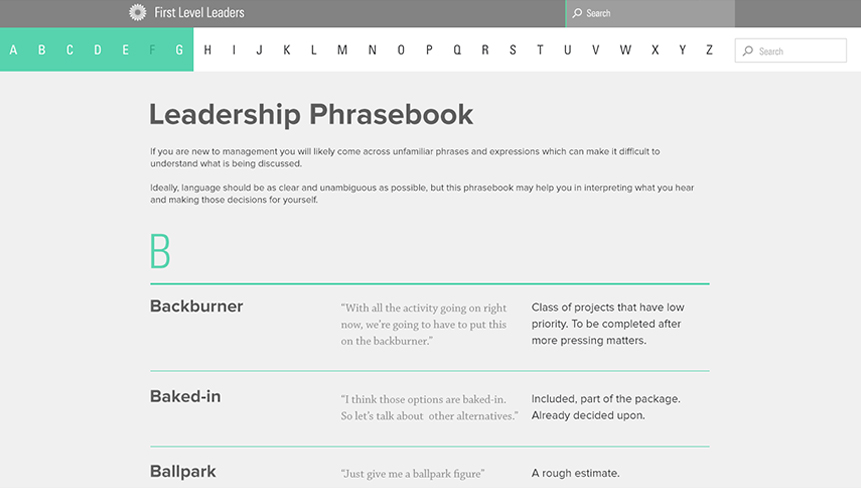 First Level Leaders
Search
A B C D E F G H I J K L M N O P Q R S T U V W X Y Z
Search
Leadership Phrasebook
If you are new to management you will likely come across unfamiliar phrases and expressions which can make it difficult to
understand what is being discussed.
Ideally, language should be as clear and unambiguous as possible, but this phrasebook may help you in interpreting what you hear
and making those decisions for yourself.
B
Backburner
“With all the activity going on right
now, we’re going to have to put this
on the backburner.”
Class of projects that have low
priority. To be completed after
more pressing matters.
Baked-in
“I think those options are baked-in.
So let’s talk about  other alternatives.”
Included, part of the package.
Already decided upon.
Ballpark
“Just give me a ballpark figure”
A rough estimate.